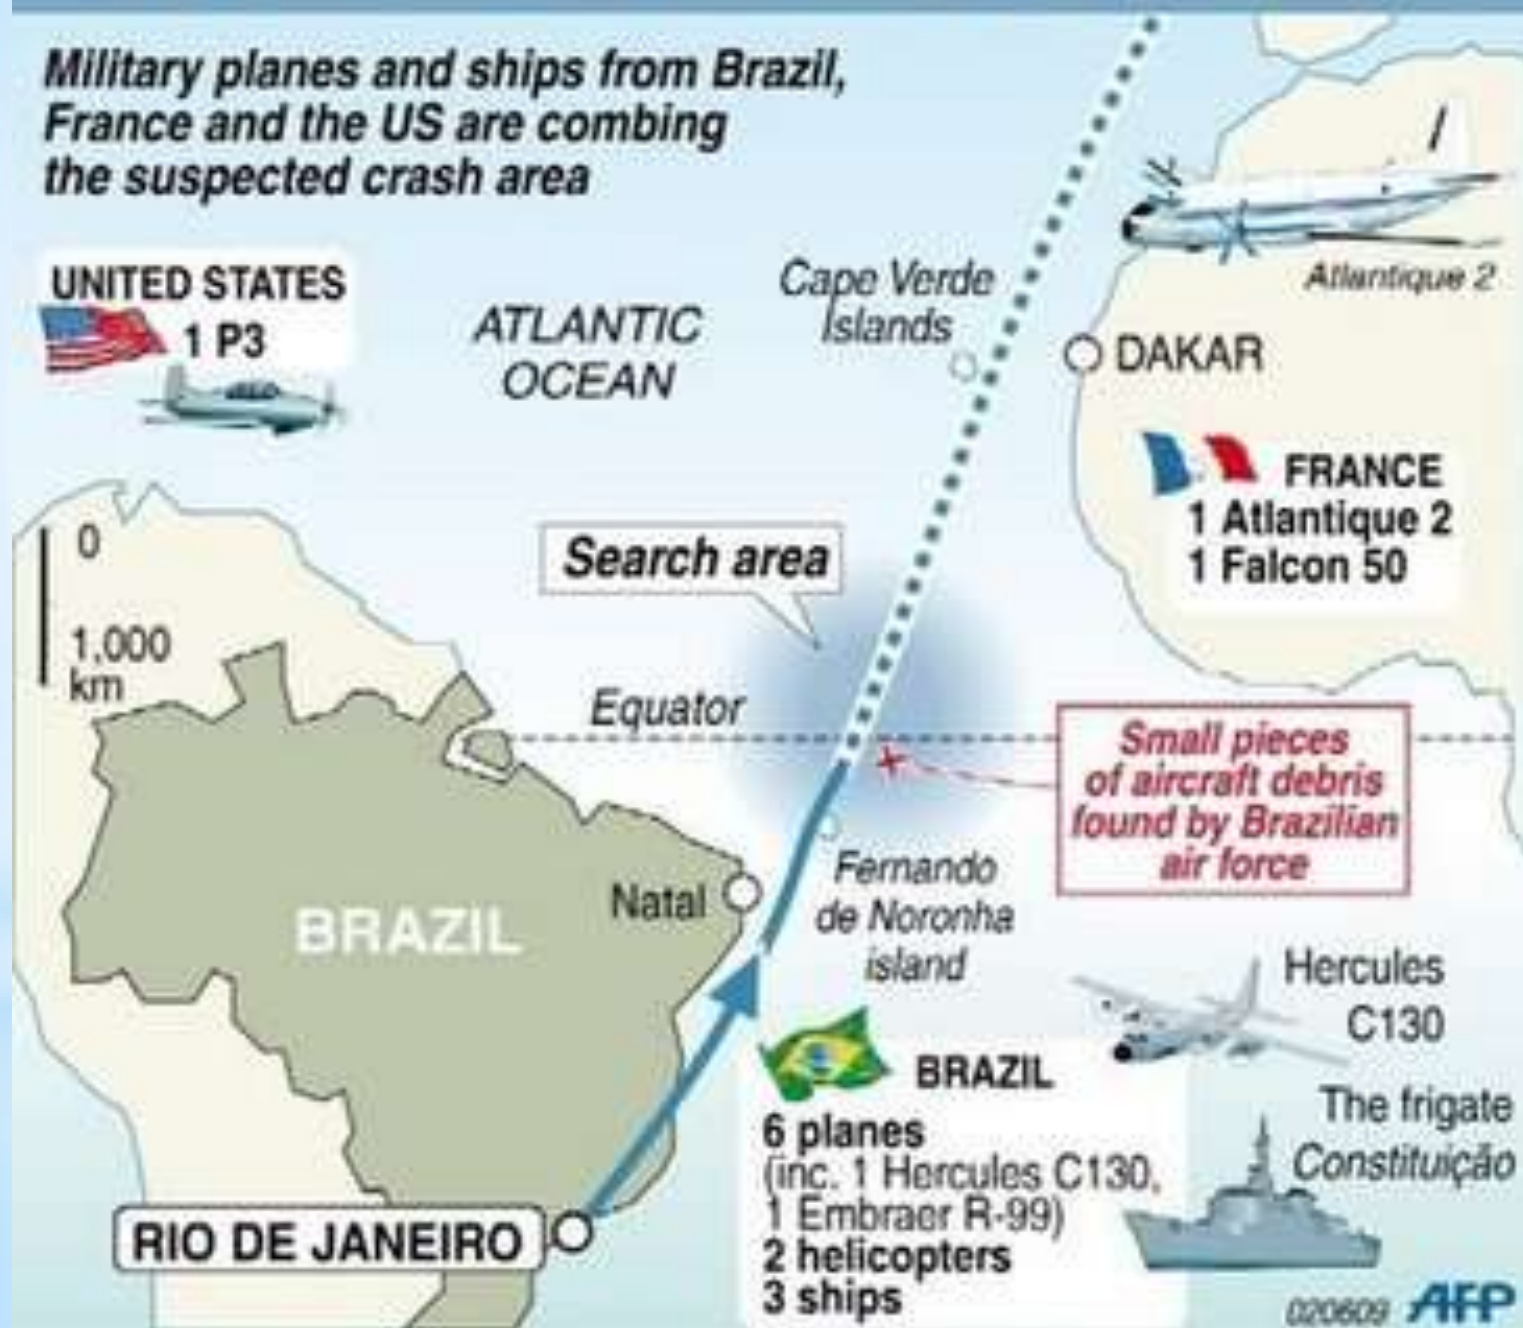 Military planes and ships from Brazil,
France and the US are combing
the suspected crash area
UNITED STATES
1 P3
ATLANTIC
OCEAN
Cape Verde
Islands
Atlantique 2
DAKAR
FRANCE
1 Atlantique 2
1 Falcon 50
0
1,000
km
Search area
Equator
Small pieces
of aircraft debris
found by Brazilian
air force
Natal
Fernando
de Noronha
island
BRAZIL
Hercules
C130
BRAZIL
6 planes
(inc. 1 Hercules C130,
1 Embraer R-99)
2 helicopters
3 ships
The frigate
Constituição
RIO DE JANEIRO
020609 AFP